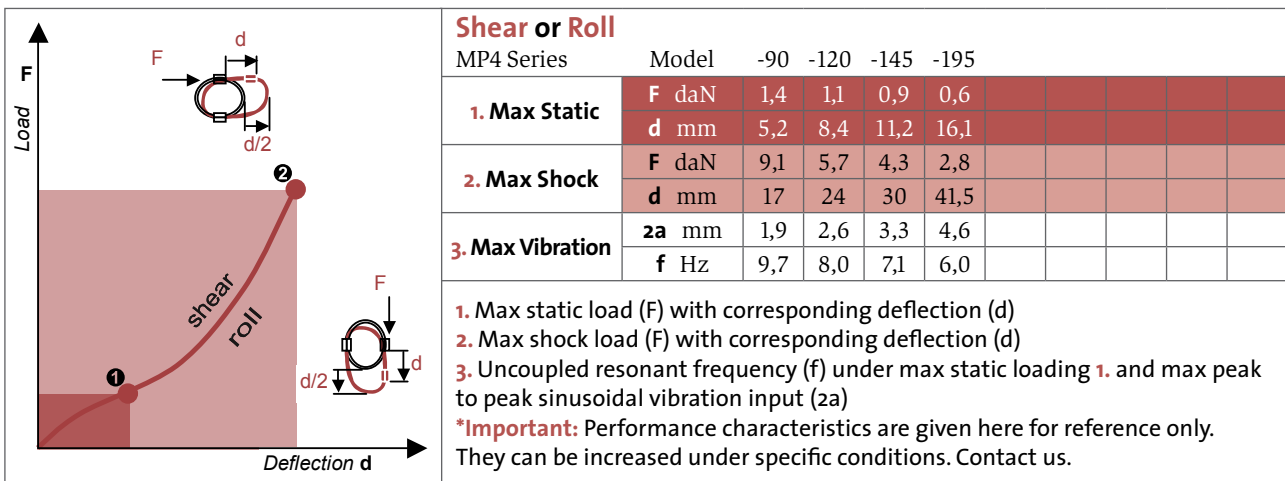 F
Load
F
d
d/2
❷
shear
roll
❶
F
d
d/2
Deflection d
Shear or Roll
MP4 Series Model -90 -120 -145 -195
1. Max Static
F daN 1,4 1,1 0,9 0,6
d mm 5,2 8,4 11,2 16,1
2. Max Shock
F daN 9,1 5,7 4,3 2,8
d mm 17 24 30 41,5
3. Max Vibration
2a mm 1,9 2,6 3,3 4,6
f Hz 9,7 8,0 7,1 6,0
1. Max static load (F) with corresponding deflection (d)
2. Max shock load (F) with corresponding deflection (d)
3. Uncoupled resonant frequency (f) under max static loading 1. and max peak
to peak sinusoidal vibration input (2a)
*Important: Performance characteristics are given here for reference only.
They can be increased under specific conditions. Contact us.